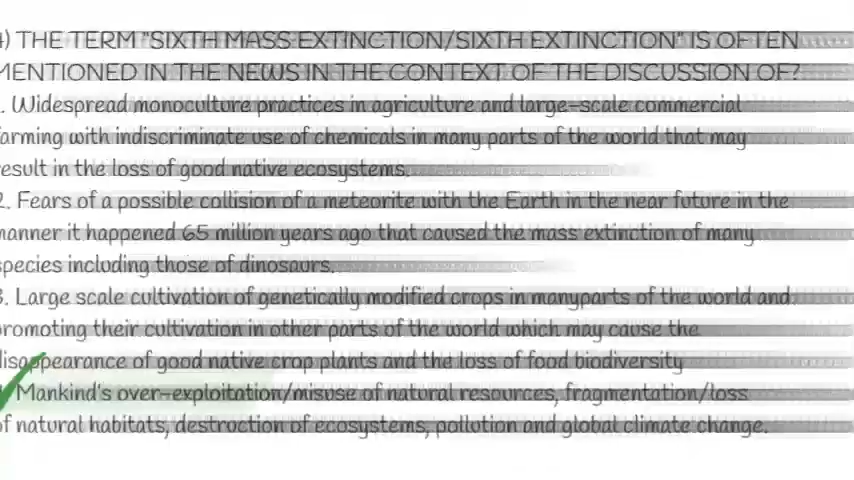 4) THE TERM "SIXTH MASS EXTINCTION/SIXTH EXTINCTION" IS OFTEN
MENTIONED IN THE NEWS IN THE CONTEXT OF THE DISCUSSION OF?
1. Widespread monoculture practices in agriculture and large-scale commercial
farming with indiscriminate use of chemicals in many parts of the world that may
result in the loss of good native ecosystems.
2. Fears of a possible collision of a meteorite with the Earth in the near future in the
manner it happened 65 million years ago that caused the mass extinction of many
species including those of dinosaurs.
3. Large scale cultivation of genetically modified crops in manyparts of the world and
promoting their cultivation in other parts of the world which may cause the
disappearance of good native crop plants and the loss of food biodiversity
Mankind's over-exploitation/misuse of natural resources, fragmentation/loss
of natural habitats, destruction of ecosystems, pollution and global climate change.